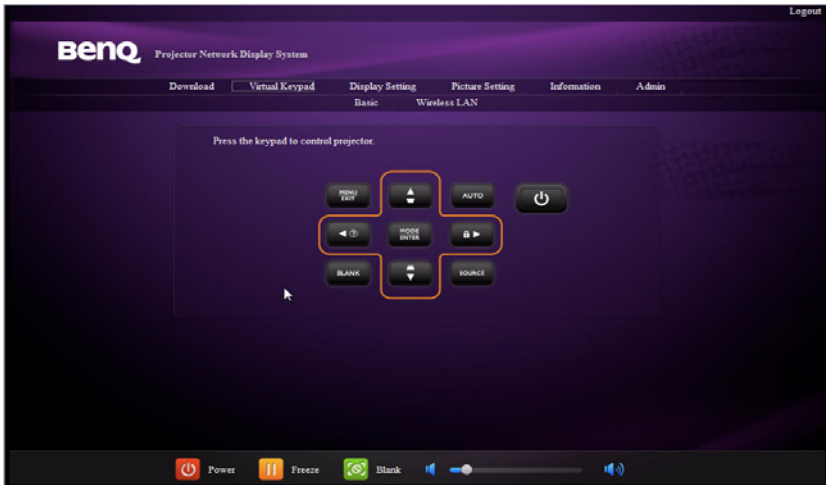 Logout
BenQ Projector Network Display System
Download Virtual Keypad Display Setting Picture Setting Information Admin
Basic Wireless LAN
Press the keypad to control projector.
MENU
EXIT
AUTO
?
MODE
ENTER
BLANK
SOURCE
Power Freeze Blank